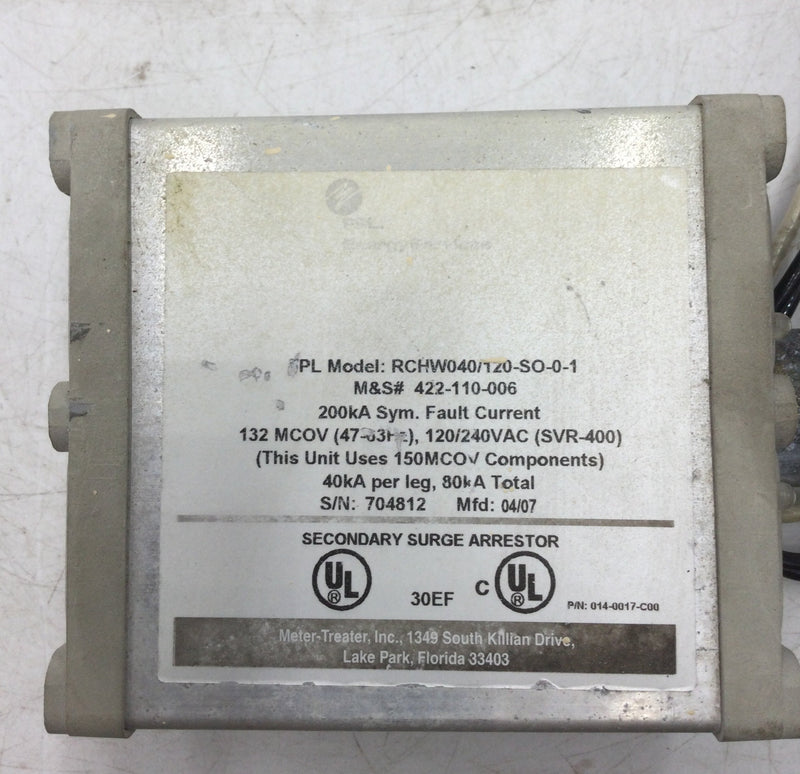 FPL
PL Model: RCHW040/120-SO-0-1
M&S# 422-110-006
200kA Sym. Fault Current
132 MCOV (47-63Hz), 120/240VAC (SVR-400)
(This Unit Uses 150MCOV Components)
40kA per leg, 80kA Total
S/N: 704812 Mfd: 04/07
SECONDARY SURGE ARRESTOR
UL ® 30EF C UL ® P/N: 014-0017-C00
Meter-Treater, Inc., 1349 South Killian Drive,
Lake Park, Florida 33403